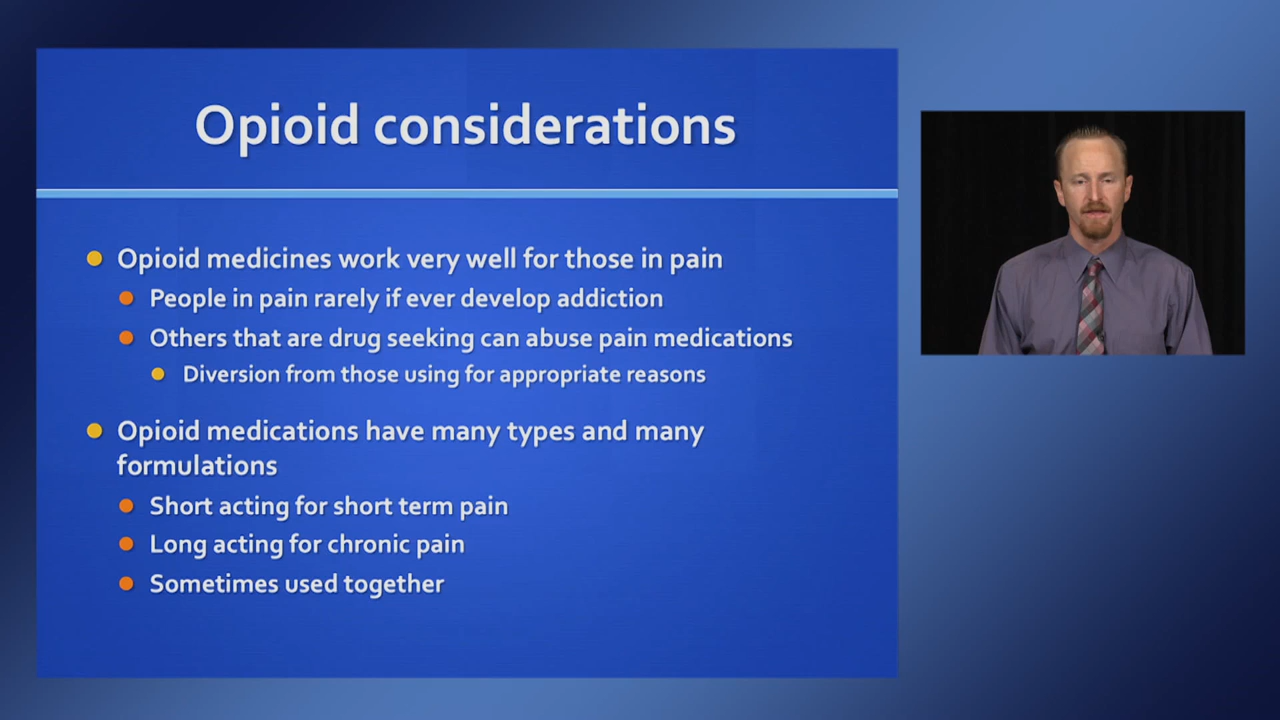 Opioid considerations
Opioid medicines work very well for those in pain
People in pain rarely if ever develop addiction
Others that are drug seeking can abuse pain medications
Diversion from those using for appropriate reasons
Opioid medications have many types and many
formulations
Short acting for short term pain
Long acting for chronic pain
Sometimes used together